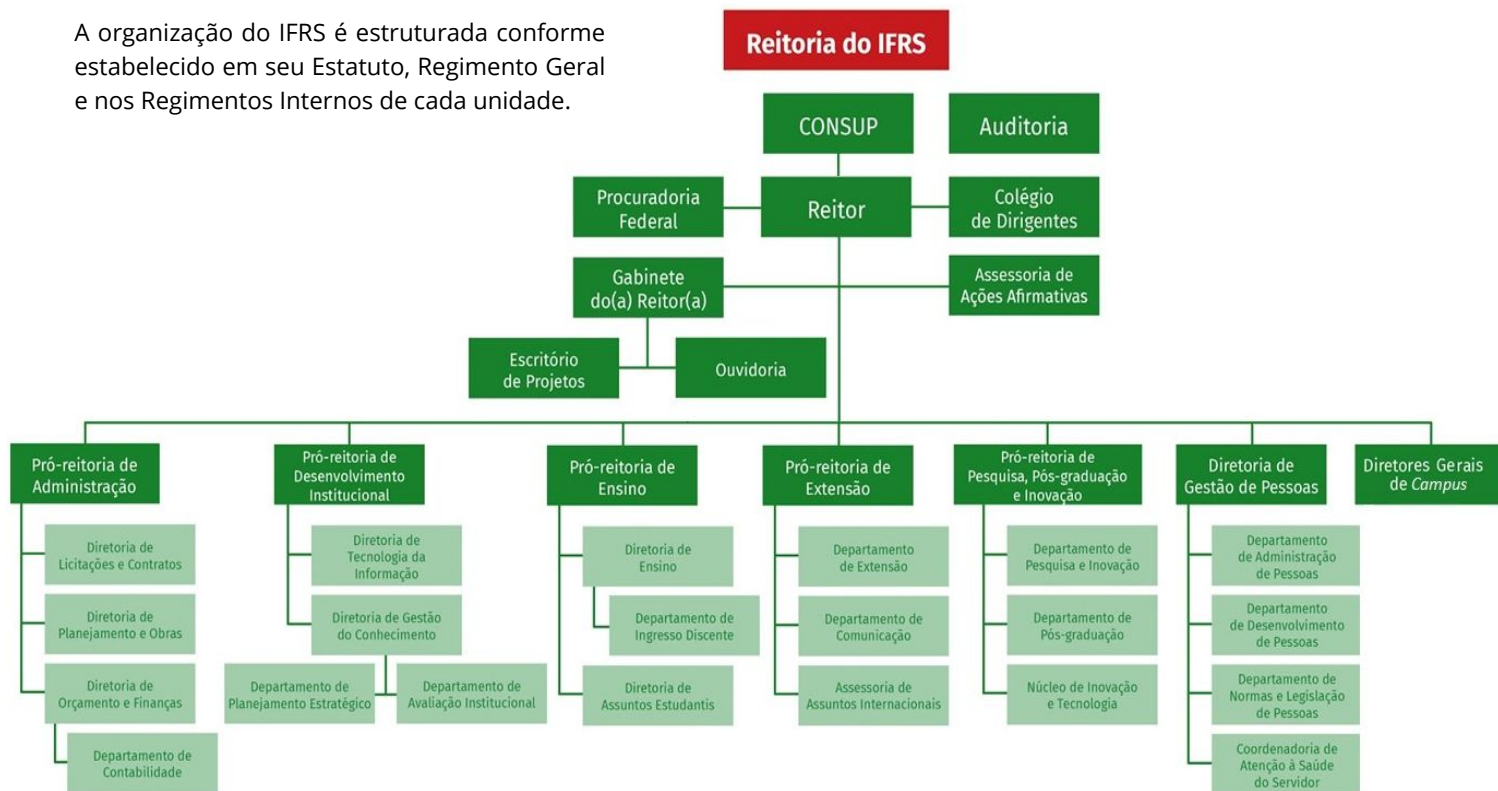 A organização do IFRS é estruturada conforme
estabelecido em seu Estatuto, Regimento Geral
e nos Regimentos Internos de cada unidade.
Reitoria do IFRS
CONSUP
Auditoria
Procuradoria
Federal
Reitor
Colégio
de Dirigentes
Gabinete
do(a) Reitor(a)
Assessoria de
Ações Afirmativas
Escritório
de Projetos
Ouvidoria
Pró-reitoria de
Administração
Pró-reitoria de
Desenvolvimento
Institucional
Pró-reitoria de
Ensino
Pró-reitoria de
Extensão
Pró-reitoria de
Pesquisa, Pós-graduação
e Inovação
Diretoria de
Gestão de Pessoas
Diretores Gerais
de Campus
Diretoria de
Licitações e Contratos
Diretoria de
Planejamento e Obras
Diretoria de
Orçamento e Finanças
Departamento de
Contabilidade
Diretoria de
Tecnologia da
Informação
Diretoria de Gestão
do Conhecimento
Departamento de
Planejamento Estratégico
Departamento de
Avaliação Institucional
Diretoria de
Ensino
Departamento de
Ingresso Discente
Diretoria de
Assuntos Estudantis
Departamento
de Extensão
Departamento de
Comunicação
Assessoria de
Assuntos Internacionais
Departamento de
Pesquisa e Inovação
Departamento de
Pós-graduação
Núcleo de Inovação
e Tecnologia
Departamento
de Administração
de Pessoas
Departamento
de Desenvolvimento
de Pessoas
Departamento de
Normas e Legislação
de Pessoas
Coordenadoria de
Atenção à Saúde
do Servidor